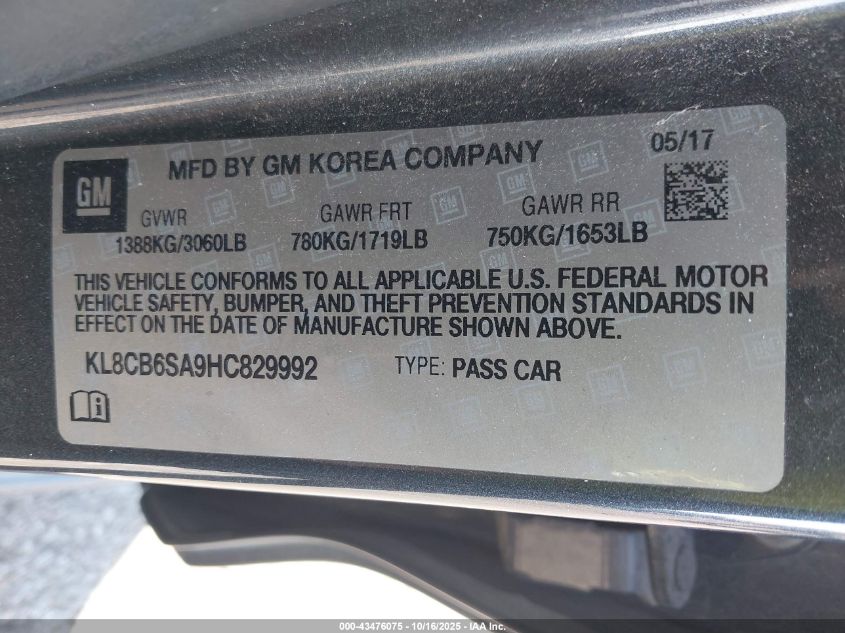 MFD BY GM KOREA COMPANY
05/17
GM
GVWR
GAWR FRT
GAWR RR
1388KG/3060LB
780KG/1719LB
750KG/1653LB
THIS VEHICLE CONFORMS TO ALL APPLICABLE U.S. FEDERAL MOTOR
VEHICLE SAFETY, BUMPER, AND THEFT PREVENTION STANDARDS IN
EFFECT ON THE DATE OF MANUFACTURE SHOWN ABOVE.
KL8CB6SA9HC829992
TYPE: PASS CAR
000-43476075 - 10/16/2025 - IAA Inc.